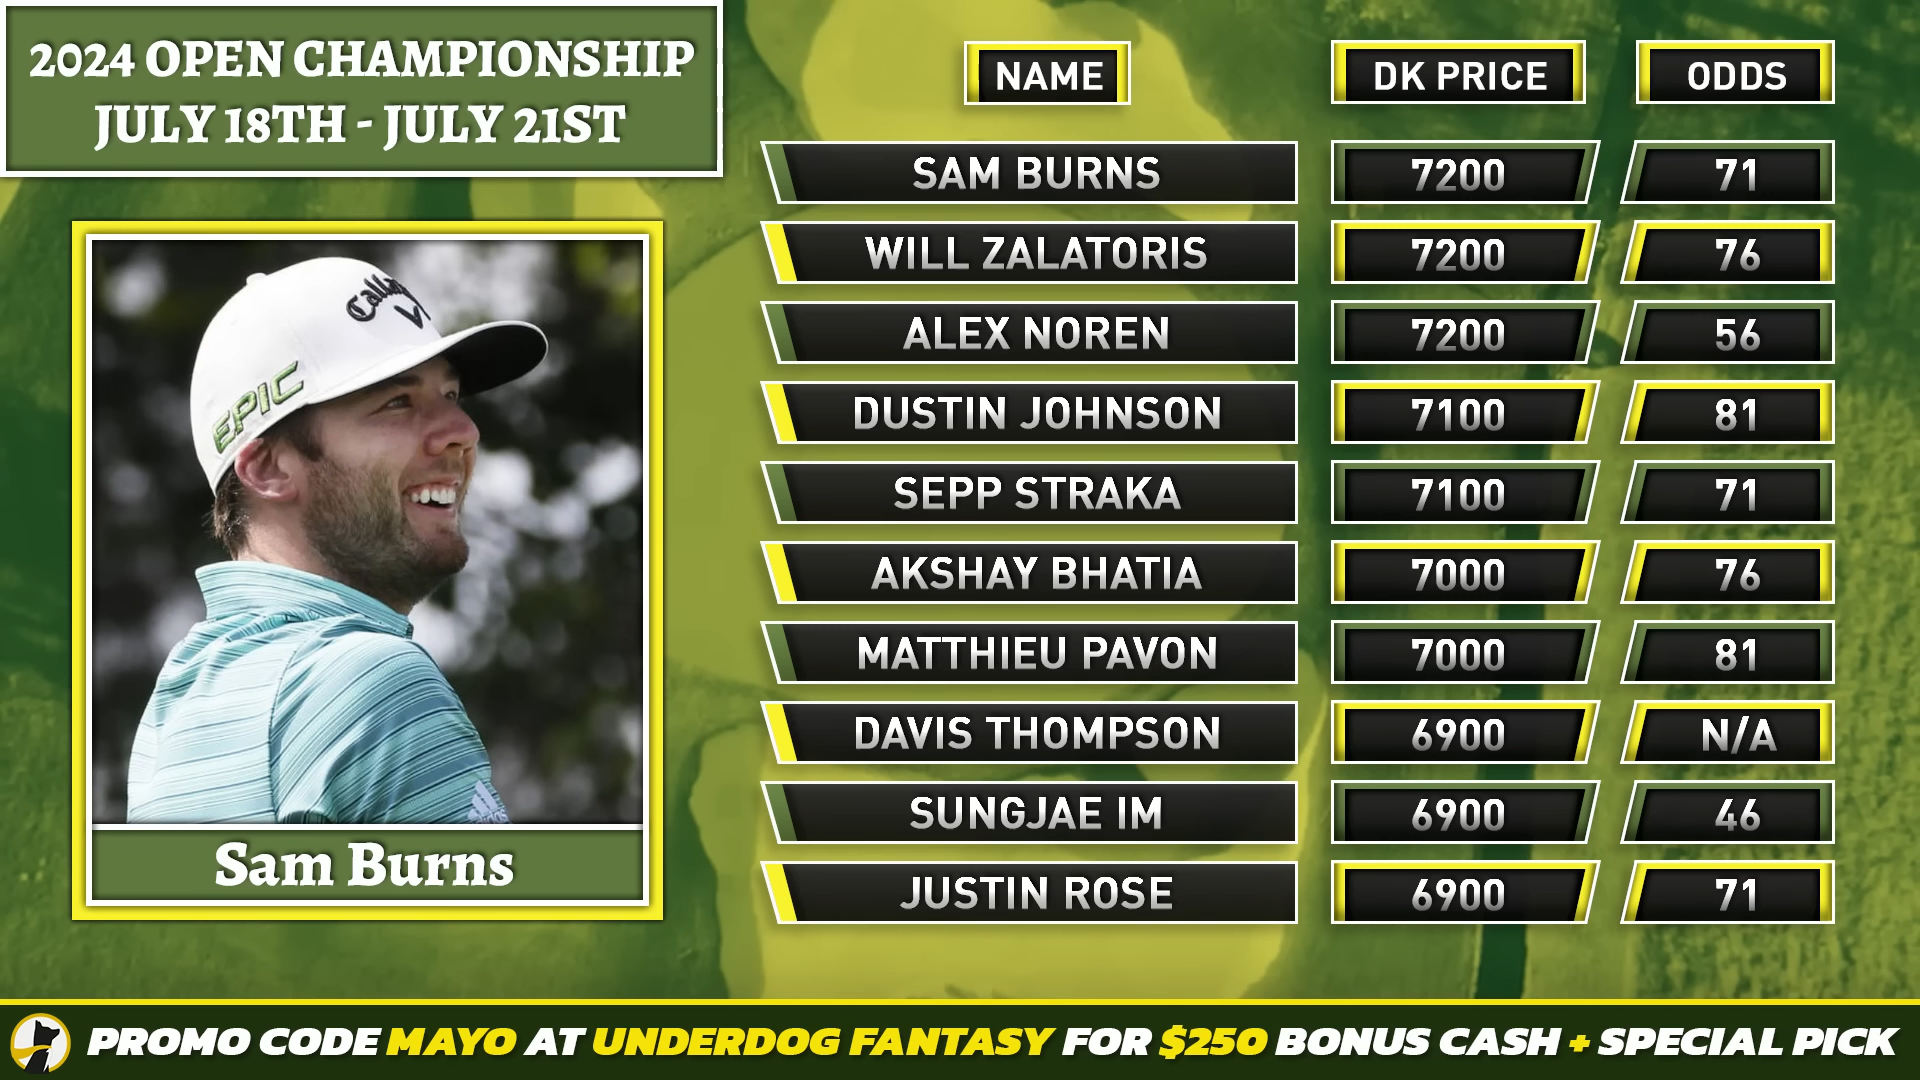 2024 OPEN CHAMPIONSHIP
JULY 18TH - JULY 21ST
NAME DK PRICE ODDS
SAM BURNS 7200 71
WILL ZALATORIS 7200 76
ALEX NOREN 7200 56
DUSTIN JOHNSON 7100 81
SEPP STRAKA 7100 71
AKSHAY BHATIA 7000 76
MATTHIEU PAVON 7000 81
DAVIS THOMPSON 6900 N/A
SUNGJAE IM 6900 46
JUSTIN ROSE 6900 71
Callaway
EPIC
adidas
Sam Burns
PROMO CODE MAYO AT UNDERDOG FANTASY FOR $250 BONUS CASH + SPECIAL PICK